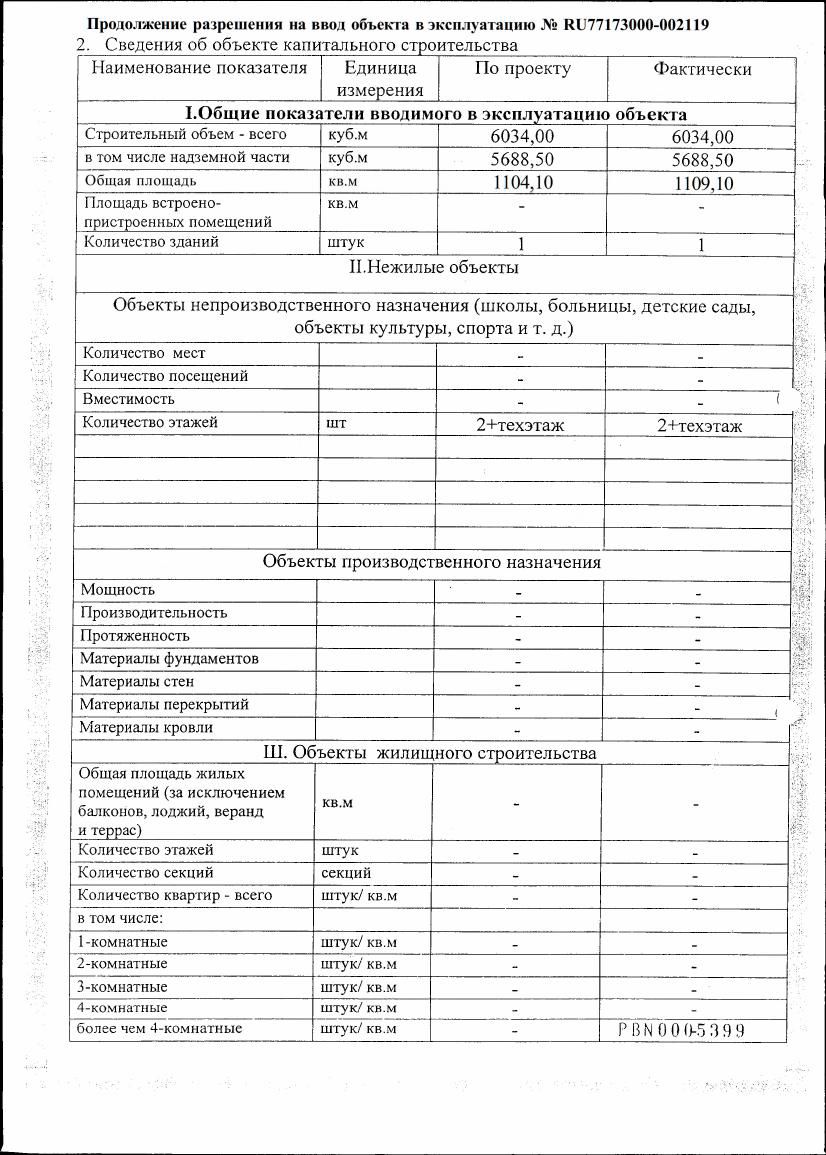 Продолжение разрешения на ввод объекта в эксплуатацию № RU77173000-002119
2. Сведения об объекте капитального строительства
Наименование показателя Единица измерения По проекту Фактически
I.Общие показатели вводимого в эксплуатацию объекта
Строительный объем - всего куб.м 6034,00 6034,00
в том числе надземной части куб.м 5688,50 5688,50
Общая площадь кв.м 1104,10 1109,10
Площадь встроено-
пристроенных помещений кв.м - -
Количество зданий штук 1 1
II.Нежилые объекты
Объекты непроизводственного назначения (школы, больницы, детские сады,
объекты культуры, спорта и т. д.)
Количество мест - -
Количество посещений - -
Вместимость - -
Количество этажей шт 2+техэтаж 2+техэтаж
Объекты производственного назначения
Мощность - -
Производительность - -
Протяженность - -
Материалы фундаментов - -
Материалы стен - -
Материалы перекрытий - -
Материалы кровли - -
III. Объекты жилищного строительства
Общая площадь жилых
помещений (за исключением
балконов, лоджий, веранд
и террас) кв.м - -
Количество этажей штук - -
Количество секций секций - -
Количество квартир - всего штук/ кв.м - -
в том числе:
1-комнатные штук/ кв.м - -
2-комнатные штук/ кв.м - -
3-комнатные штук/ кв.м - -
4-комнатные штук/ кв.м - -
более чем 4-комнатные штук/ кв.м - PBN000-5399